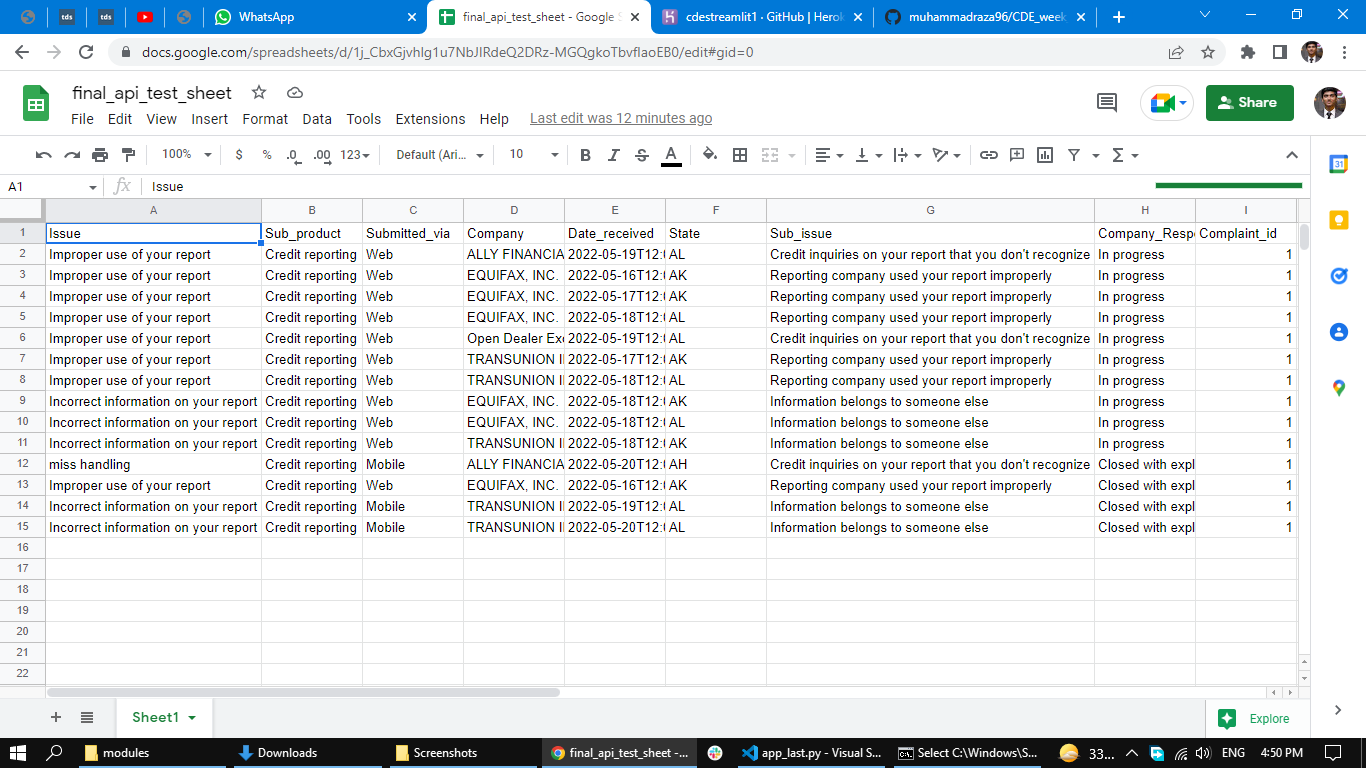 tds
tds
WhatsApp
final_api_test_sheet - Google S
cdestreamlit1 · GitHub | Herok
muhammadraza96/CDE_week
docs.google.com/spreadsheets/d/1j_CbxGjvhIg1u7NbJIRdeQ2DRz-MGQgkoTbvfIaoEB0/edit#gid=0
final_api_test_sheet
File Edit View Insert Format Data Tools Extensions Help Last edit was 12 minutes ago
Share
100% $ % .0 .00 123 Default (Ari... 10 B I S A
A1 fx Issue
A B C D E F G H I
1 Issue Sub_product Submitted_via Company Date_received State Sub_issue Company_Respo Complaint_id
2 Improper use of your report Credit reporting Web ALLY FINANCIA 2022-05-19T12:0 AL Credit inquiries on your report that you don't recognize In progress 1
3 Improper use of your report Credit reporting Web EQUIFAX, INC. 2022-05-16T12:0 AK Reporting company used your report improperly In progress 1
4 Improper use of your report Credit reporting Web EQUIFAX, INC. 2022-05-17T12:0 AK Reporting company used your report improperly In progress 1
5 Improper use of your report Credit reporting Web EQUIFAX, INC. 2022-05-18T12:0 AL Reporting company used your report improperly In progress 1
6 Improper use of your report Credit reporting Web Open Dealer Exc 2022-05-19T12:0 AL Credit inquiries on your report that you don't recognize In progress 1
7 Improper use of your report Credit reporting Web TRANSUNION I 2022-05-17T12:0 AK Reporting company used your report improperly In progress 1
8 Improper use of your report Credit reporting Web TRANSUNION I 2022-05-18T12:0 AL Reporting company used your report improperly In progress 1
9 Incorrect information on your report Credit reporting Web EQUIFAX, INC. 2022-05-18T12:0 AK Information belongs to someone else In progress 1
10 Incorrect information on your report Credit reporting Web EQUIFAX, INC. 2022-05-18T12:0 AL Information belongs to someone else In progress 1
11 Incorrect information on your report Credit reporting Web TRANSUNION I 2022-05-18T12:0 AK Information belongs to someone else In progress 1
12 miss handling Credit reporting Mobile ALLY FINANCIA 2022-05-20T12:0 AH Credit inquiries on your report that you don't recognize Closed with expl 1
13 Improper use of your report Credit reporting Web EQUIFAX, INC. 2022-05-16T12:0 AK Reporting company used your report improperly Closed with expl 1
14 Incorrect information on your report Credit reporting Mobile TRANSUNION I 2022-05-19T12:0 AL Information belongs to someone else Closed with expl 1
15 Incorrect information on your report Credit reporting Mobile TRANSUNION I 2022-05-20T12:0 AL Information belongs to someone else Closed with expl 1
16
17
18
19
20
21
22
31
Sheet1
Explore
modules Downloads Screenshots final_api_test_sheet -... app_last.py - Visual S... Select C:\Windows\S... 33... ENG 4:50 PM